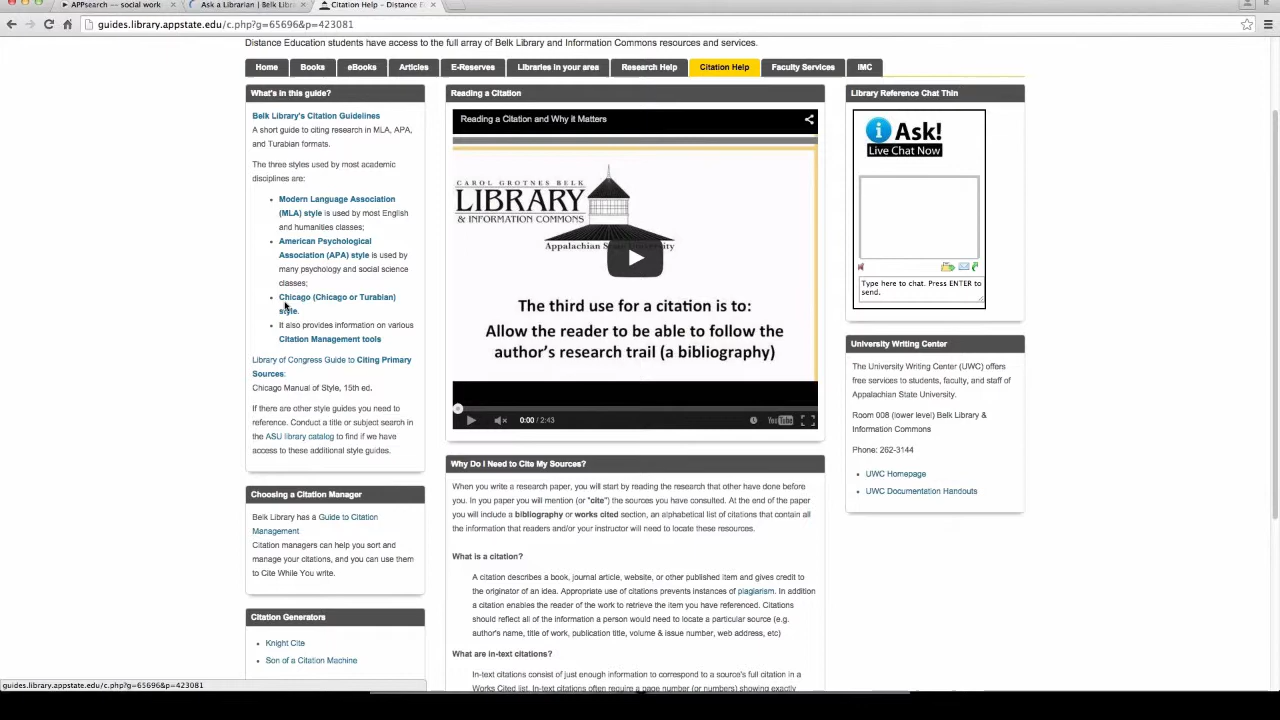 APPsearch — social work
Ask a Librarian | Belk Libr
Citation Help – Distance E
guides.library.appstate.edu/c.php?g=65696&p=423081
Distance Education students have access to the full array of Belk Library and Information Commons resources and services.
Home
Books
eBooks
Articles
E-Reserves
Libraries in your area
Research Help
Citation Help
Faculty Services
IMC
What's in this guide?
Belk Library's Citation Guidelines
A short guide to citing research in MLA, APA,
and Turabian formats.
The three styles used by most academic
disciplines are:
Modern Language Association
(MLA) style is used by most English
and humanities classes;
American Psychological
Association (APA) style is used by
many psychology and social science
classes;
Chicago (Chicago or Turabian)
style.
It also provides information on various
Citation Management tools
Library of Congress Guide to Citing Primary
Sources:
Chicago Manual of Style, 15th ed.
If there are other style guides you need to
reference. Conduct a title or subject search in
the ASU library catalog to find if we have
access to these additional style guides.
Choosing a Citation Manager
Belk Library has a Guide to Citation
Management
Citation managers can help you sort and
manage your citations, and you can use them
to Cite While You write.
Citation Generators
Knight Cite
Son of a Citation Machine
Reading a Citation
Reading a Citation and Why it Matters
CAROL GROTNES BELK
LIBRARY
& INFORMATION COMMONS
Appalachian State University
The third use for a citation is to:
Allow the reader to be able to follow the
author's research trail (a bibliography)
0:00 / 2:43
YouTube
Why Do I Need to Cite My Sources?
When you write a research paper, you will start by reading the research that other have done before
you. In you paper you will mention (or "cite") the sources you have consulted. At the end of the paper
you will include a bibliography or works cited section, an alphabetical list of citations that contain all
the information that readers and/or your instructor will need to locate these resources.
What is a citation?
A citation describes a book, journal article, website, or other published item and gives credit to
the originator of an idea. Appropriate use of citations prevents instances of plagiarism. In addition
a citation enables the reader of the work to retrieve the item you have referenced. Citations
should reflect all of the information a person would need to locate a particular source (e.g.
author's name, title of work, publication title, volume & issue number, web address, etc)
What are in-text citations?
In-text citations consist of just enough information to correspond to a source's full citation in a
Works Cited list. In-text citations often require a page number (or numbers) showing exactly
Library Reference Chat Thin
Ask!
Live Chat Now
Type here to chat. Press ENTER to
send.
University Writing Center
The University Writing Center (UWC) offers
free services to students, faculty, and staff of
Appalachian State University.
Room 008 (lower level) Belk Library &
Information Commons
Phone: 262-3144
UWC Homepage
UWC Documentation Handouts
guides.library.appstate.edu/c.php?g=65696&p=423081